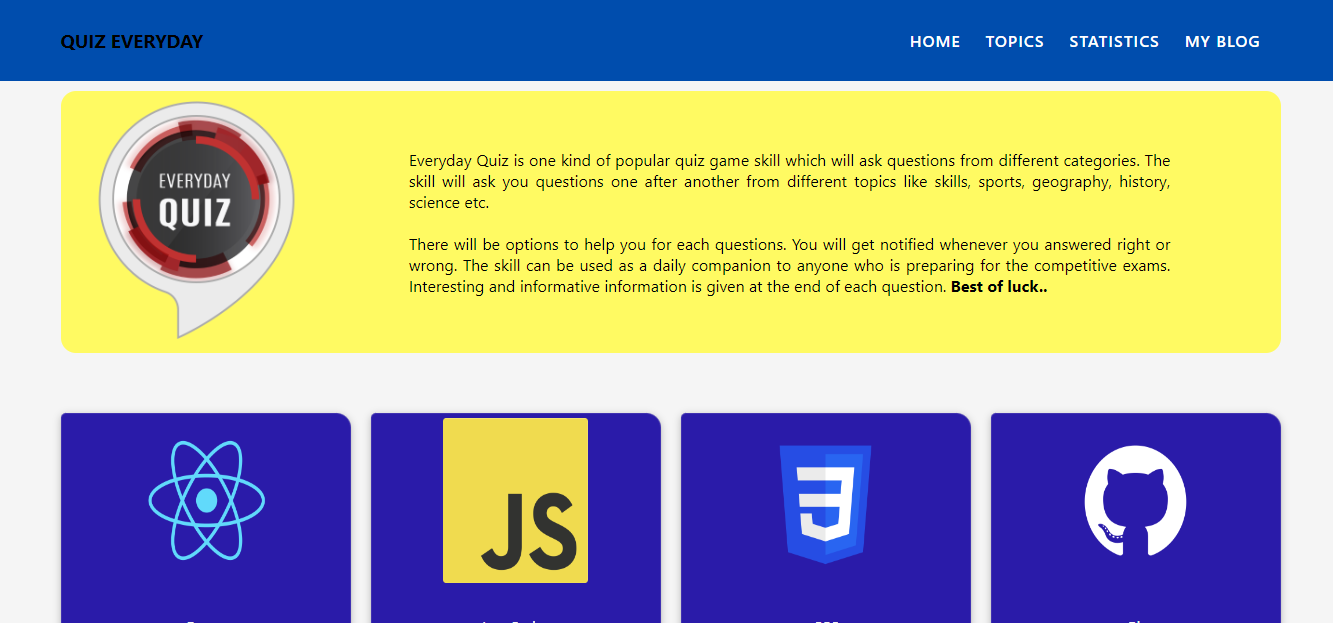 QUIZ EVERYDAY
HOME TOPICS STATISTICS MY BLOG
EVERYDAY
QUIZ
Everyday Quiz is one kind of popular quiz game skill which will ask questions from different categories. The
skill will ask you questions one after another from different topics like skills, sports, geography, history,
science etc.
There will be options to help you for each questions. You will get notified whenever you answered right or
wrong. The skill can be used as a daily companion to anyone who is preparing for the competitive exams.
Interesting and informative information is given at the end of each question. Best of luck..
JS